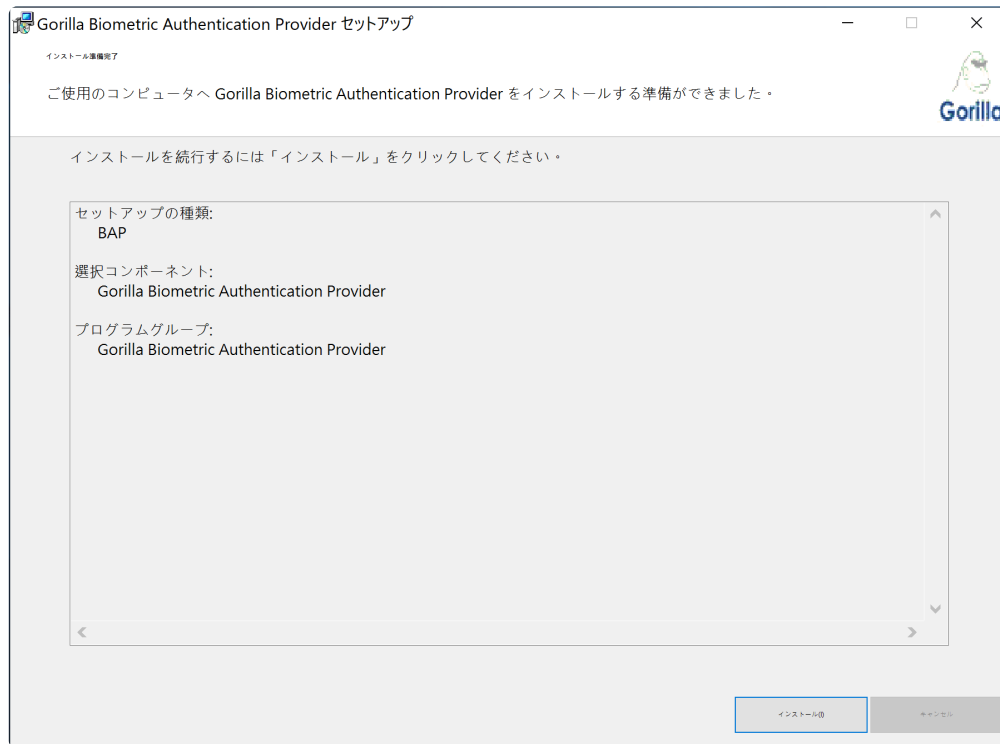 Gorilla Biometric Authentication Provider セットアップ
インストール準備完了
ご使用のコンピュータへ Gorilla Biometric Authentication Provider をインストールする準備ができました。
Gorilla
インストールを続行するには「インストール」をクリックしてください。
セットアップの種類:
BAP
選択コンポーネント:
Gorilla Biometric Authentication Provider
プログラムグループ:
Gorilla Biometric Authentication Provider
インストール(I)
キャンセル